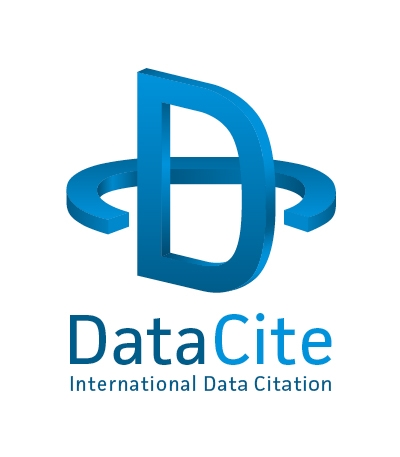 D
DataCite
International Data Citation